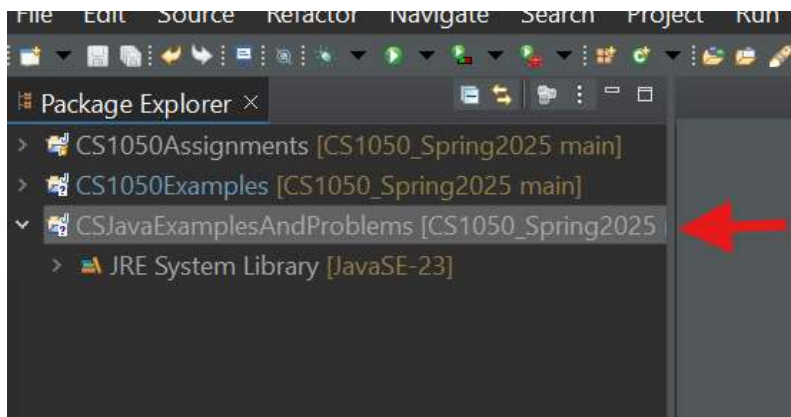 File Edit Source Refactor Navigate Search Project Run
Package Explorer
CS1050Assignments [CS1050_Spring2025 main]
CS1050Examples [CS1050_Spring2025 main]
CSJavaExamplesAndProblems [CS1050_Spring2025
JRE System Library [JavaSE-23]